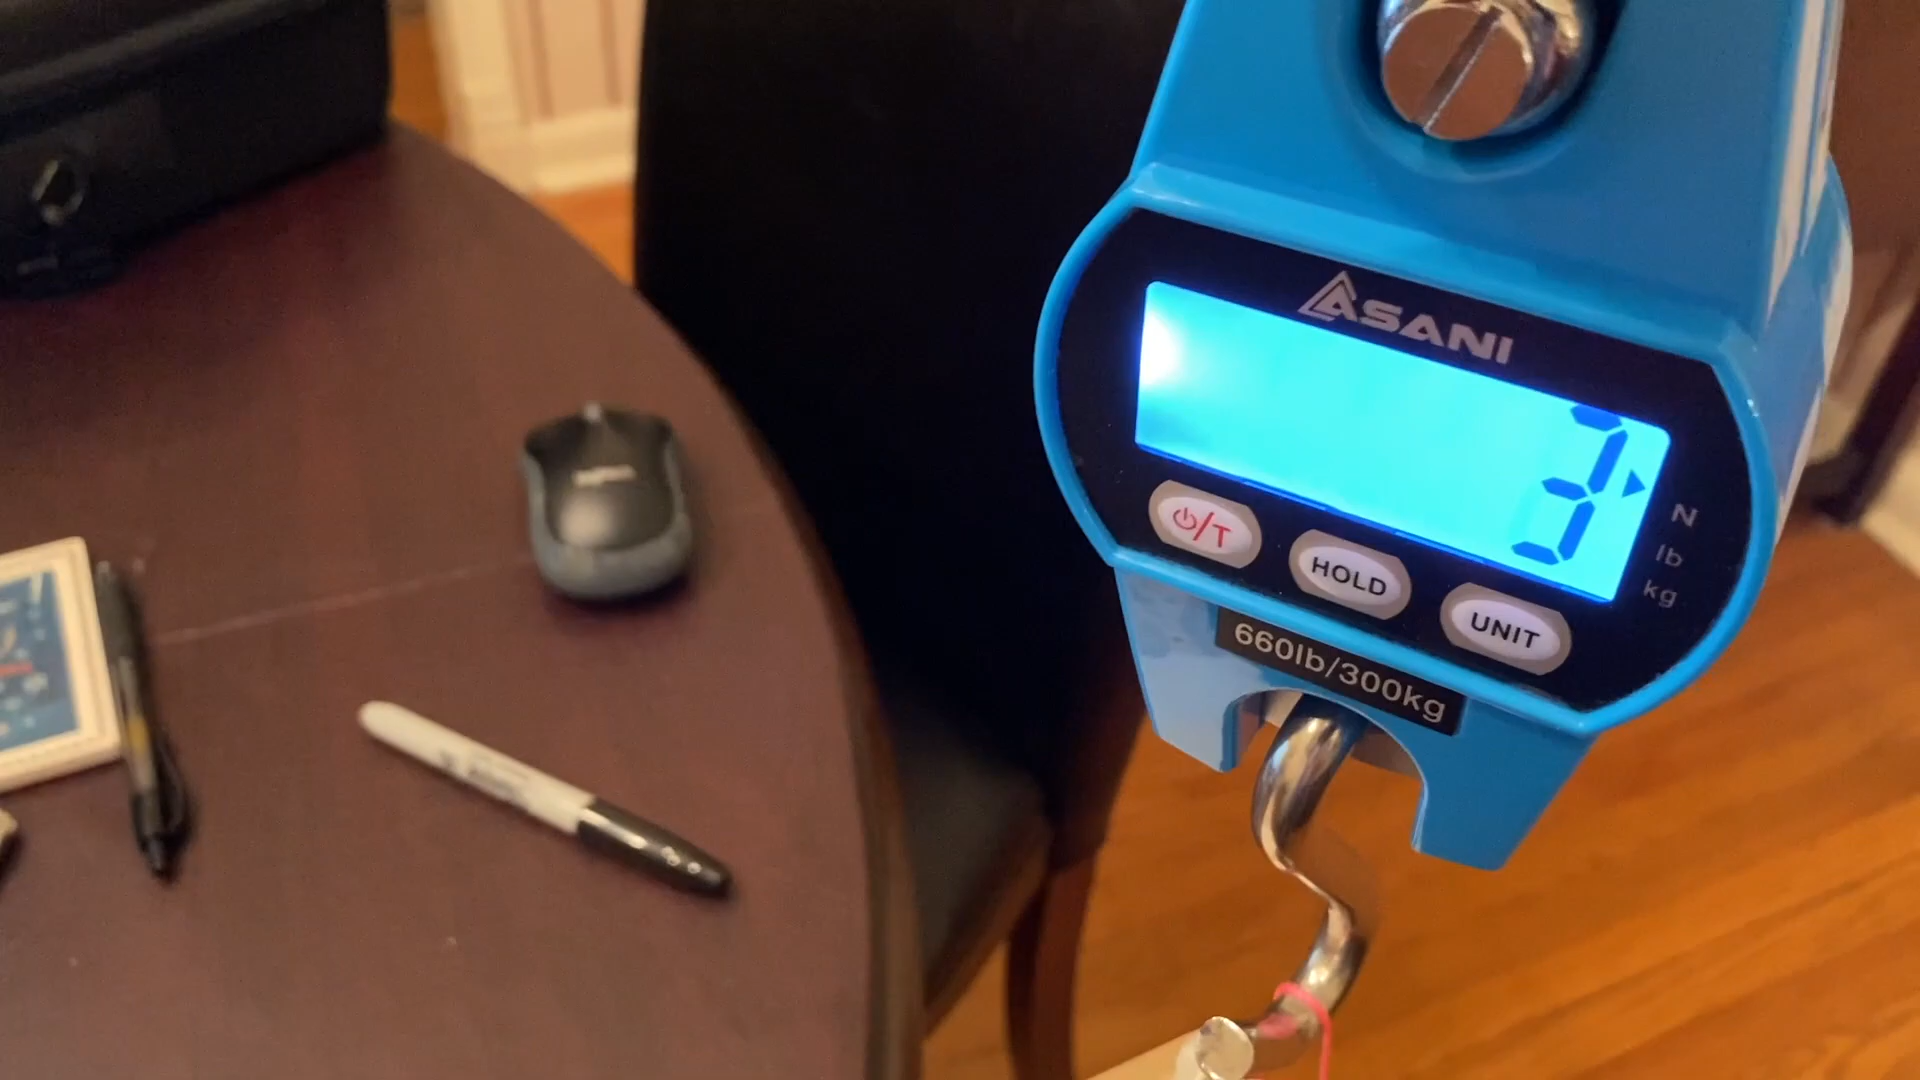 ASANI
3
N
lb
kg
⏻/T
HOLD
UNIT
660lb/300kg